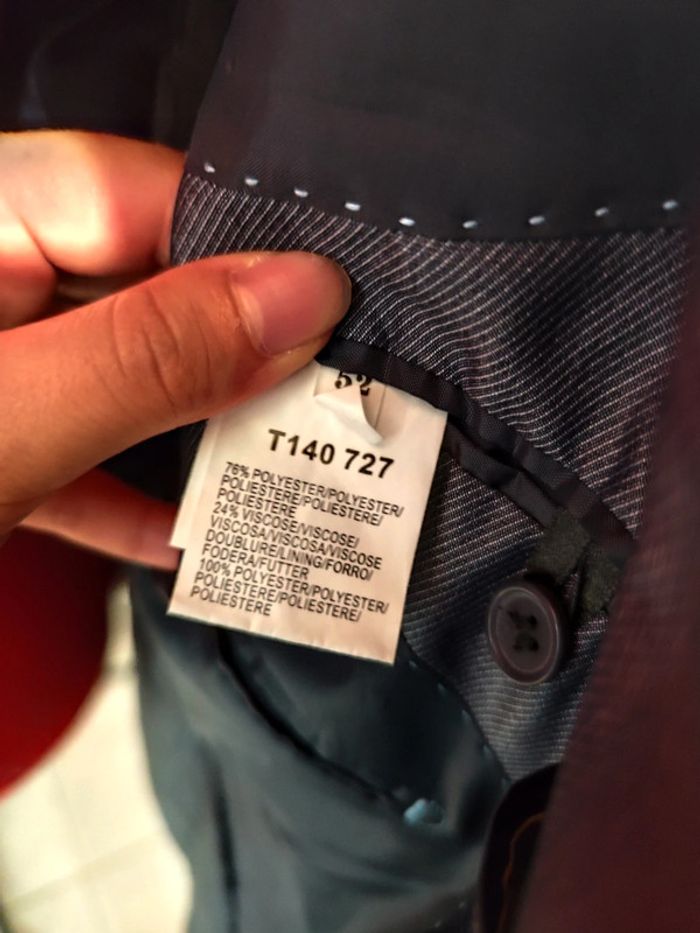 52
T140 727
76% POLYESTER/POLYESTER/
POLIESTERE/POLIESTERE/
POLIESTERE
24% VISCOSE/VISCOSE/
VISCOSA/VISCOSA/VISCOSE
DOUBLURE/LINING/FORRO/
FODERA/FUTTER
100% POLYESTER/POLYESTER/
POLIESTERE/POLIESTERE/
POLIESTERE